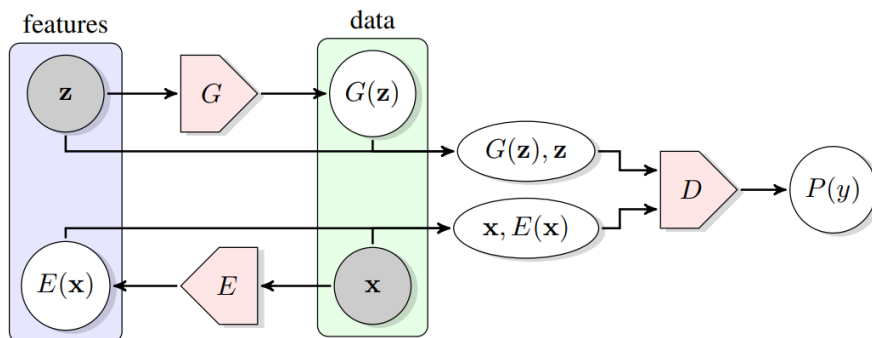 features
data
z
G
G(z)
G(z), z
D
P(y)
x, E(x)
E(x)
E
x